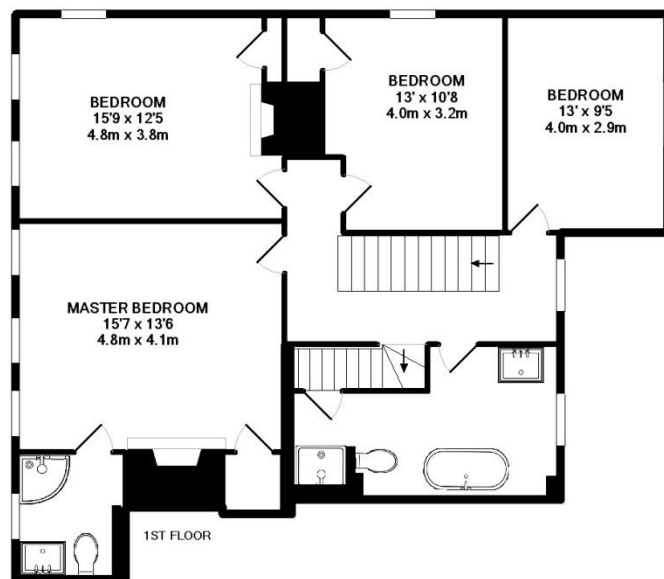 BEDROOM
15'9 x 12'5
4.8m x 3.8m
BEDROOM
13' x 10'8
4.0m x 3.2m
BEDROOM
13' x 9'5
4.0m x 2.9m
MASTER BEDROOM
15'7 x 13'6
4.8m x 4.1m
1ST FLOOR